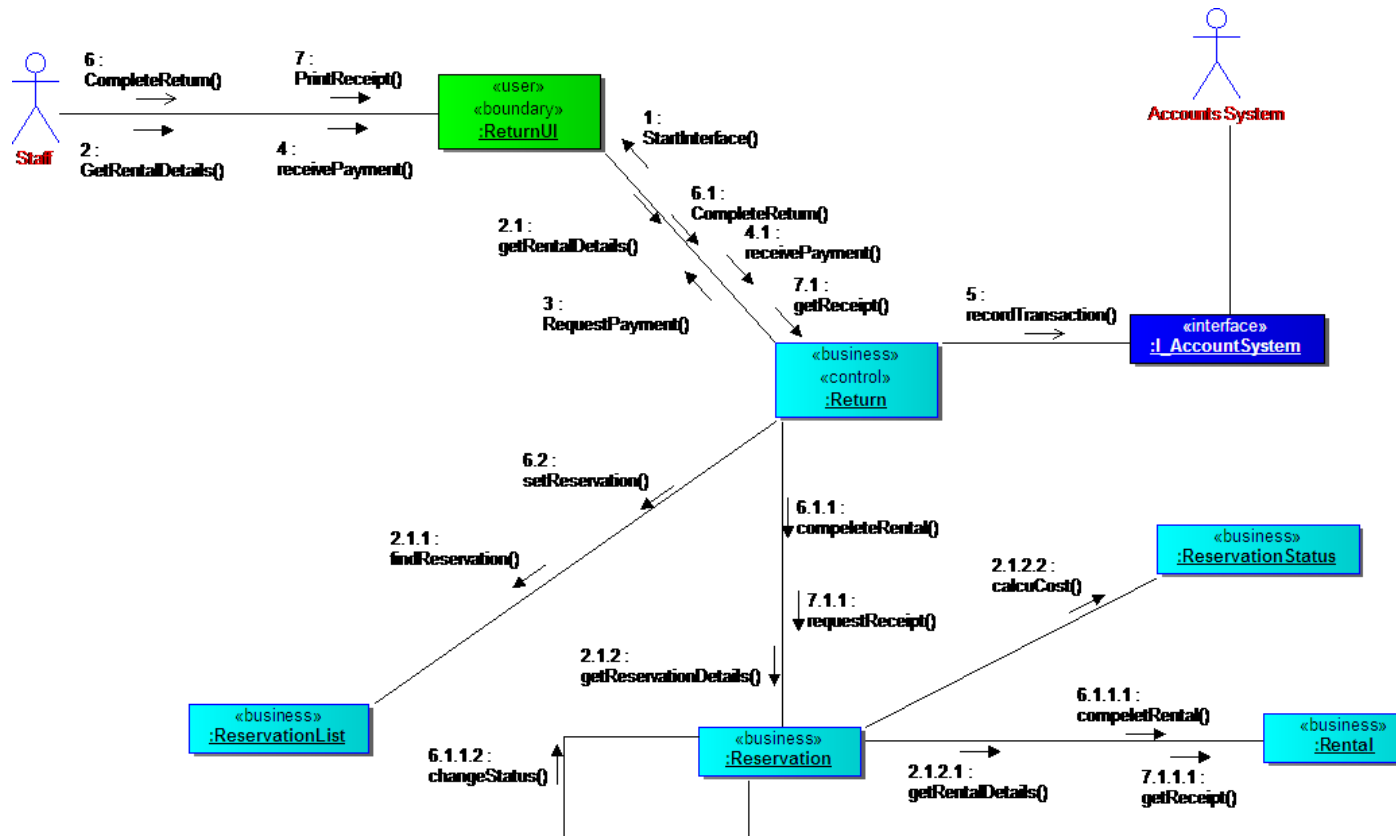 6 :
CompleteReturn()
7 :
PrintReceipt()
Staff
2 :
GetRentalDetails()
4 :
receivePayment()
«user»
«boundary»
:ReturnUI
1 :
StartInterface()
Accounts System
6.1 :
CompleteReturn()
2.1 :
getRentalDetails()
4.1 :
receivePayment()
7.1 :
getReceipt()
3 :
RequestPayment()
5 :
recordTransaction()
«interface»
:I_AccountSystem
«business»
«control»
:Return
6.2 :
setReservation()
2.1.1 :
findReservation()
6.1.1 :
compeleteRental()
7.1.1 :
requestReceipt()
2.1.2 :
getReservationDetails()
2.1.2.2 :
calcuCost()
«business»
:ReservationStatus
«business»
:ReservationList
6.1.1.2 :
changeStatus()
«business»
:Reservation
6.1.1.1 :
compeletRental()
2.1.2.1 :
getRentalDetails()
7.1.1.1 :
getReceipt()
«business»
:Rental